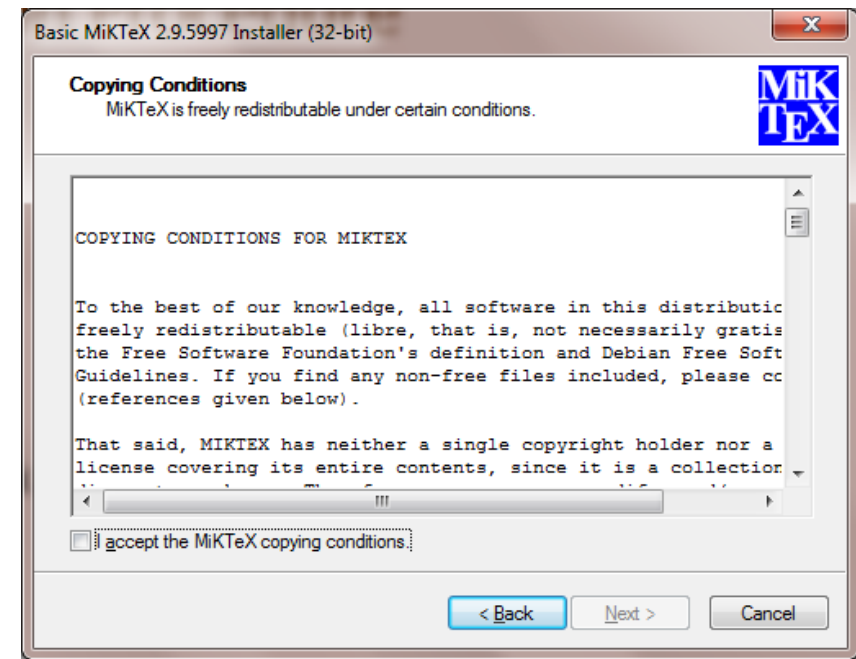 Basic MiKTeX 2.9.5997 Installer (32-bit)
Copying Conditions
MiKTeX is freely redistributable under certain conditions.
MiK
TEX
COPYING CONDITIONS FOR MIKTEX
To the best of our knowledge, all software in this distributic
freely redistributable (libre, that is, not necessarily gratis
the Free Software Foundation's definition and Debian Free Soft
Guidelines. If you find any non-free files included, please cc
(references given below).
That said, MIKTEX has neither a single copyright holder nor a
license covering its entire contents, since it is a collection
I accept the MiKTeX copying conditions.
< Back Next > Cancel